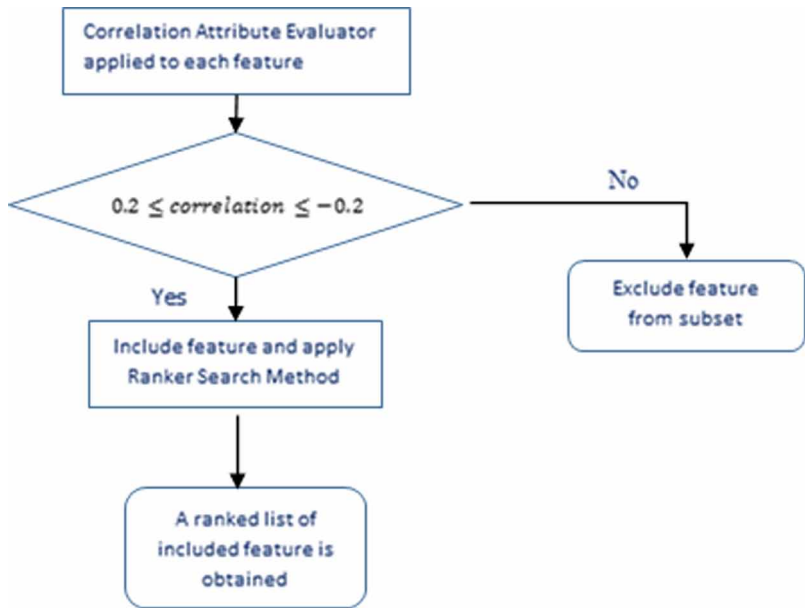 Correlation Attribute Evaluator
applied to each feature
0.2 ≤ correlation ≤ −0.2
No
Exclude feature
from subset
Yes
Include feature and apply
Ranker Search Method
A ranked list of
included feature is
obtained